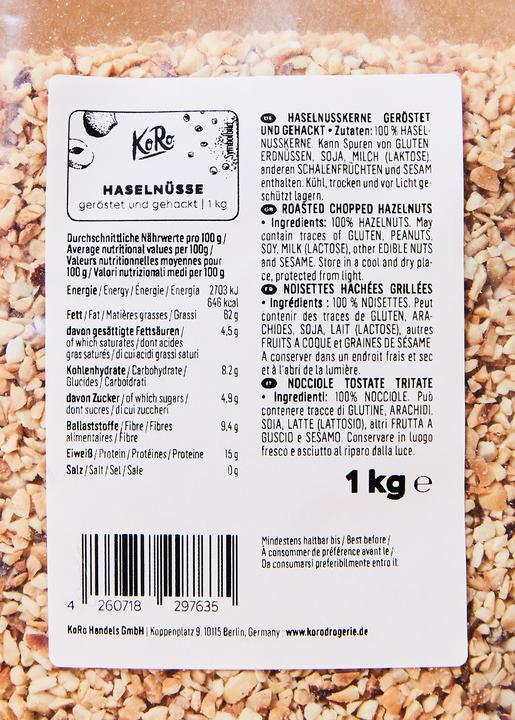 KoRo
Symbolbild
HASELNÜSSE
geröstet und gehackt | 1 kg
Durchschnittliche Nährwerte pro 100 g /
Average nutritional values per 100g /
Valeurs nutritionnelles moyennes pour
100 g / Valori nutrizionali medi per 100 g
Energie / Energy / Énergie / Energia 2703 kJ
646 kcal
Fett / Fat / Matières grasses / Grassi 62 g
davon gesättigte Fettsäuren / 4,5 g
of which saturates / dont acides
gras saturés / di cui acidi grassi saturi
Kohlenhydrate / Carbohydrate / 8.2 g
Glucides / Carboidrati
davon Zucker / of which sugars / 4,9 g
dont sucres / di cui zuccheri
Ballaststoffe / Fibre / Fibres 9,4 g
alimentaires / Fibre
Eiweiß / Protein / Protéines / Proteine 15 g
Salz / Salt / Sel / Sale 0 g
4 260718 297635
KoRo Handels GmbH | Koppenplatz 9, 10115 Berlin, Germany · www.korodrogerie.de
DE HASELNUSSKERNE GERÖSTET
UND GEHACKT • Zutaten: 100 % HASEL-
NUSSKERNE. Kann Spuren von GLUTEN
ERDNÜSSEN, SOJA, MILCH (LAKTOSE),
anderen SCHALENFRÜCHTEN und SESAM
enthalten. Kühl, trocken und vor Licht ge-
schützt lagern.
ROASTED CHOPPED HAZELNUTS
• Ingredients: 100% HAZELNUTS. May
contain traces of GLUTEN, PEANUTS,
SOY, MILK (LACTOSE), other EDIBLE NUTS
and SESAME. Store in a cool and dry pla-
ce, protected from light.
FR NOISETTES HÂCHÉES GRILLÉES
• Ingrédients : 100 % NOISETTES. Peut
contenir des traces de GLUTEN, ARA-
CHIDES, SOJA, LAIT (LACTOSE), autres
FRUITS A COQUE et GRAINES DE SÉSAME
A conserver dans un endroit frais et sec
et à l'abri de la lumière.
IT NOCCIOLE TOSTATE TRITATE
• Ingredienti: 100% NOCCIOLE. Può
contenere tracce di GLUTINE, ARACHIDI,
SOIA, LATTE (LATTOSIO), altri FRUTTA A
GUSCIO e SESAMO. Conservare in luogo
fresco e asciutto al riparo dalla luce.
1 kg e
Mindestens haltbar bis / Best before /
À consommer de préférence avant le /
Da consumarsi preferibilmente entro il: